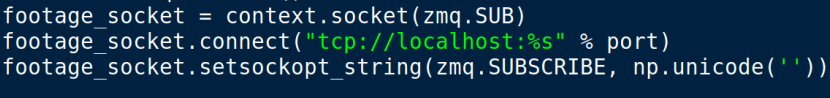 footage_socket = context.socket(zmq.SUB)
footage_socket.connect("tcp://localhost:%s" % port)
footage_socket.setsockopt_string(zmq.SUBSCRIBE, np.unicode(''))